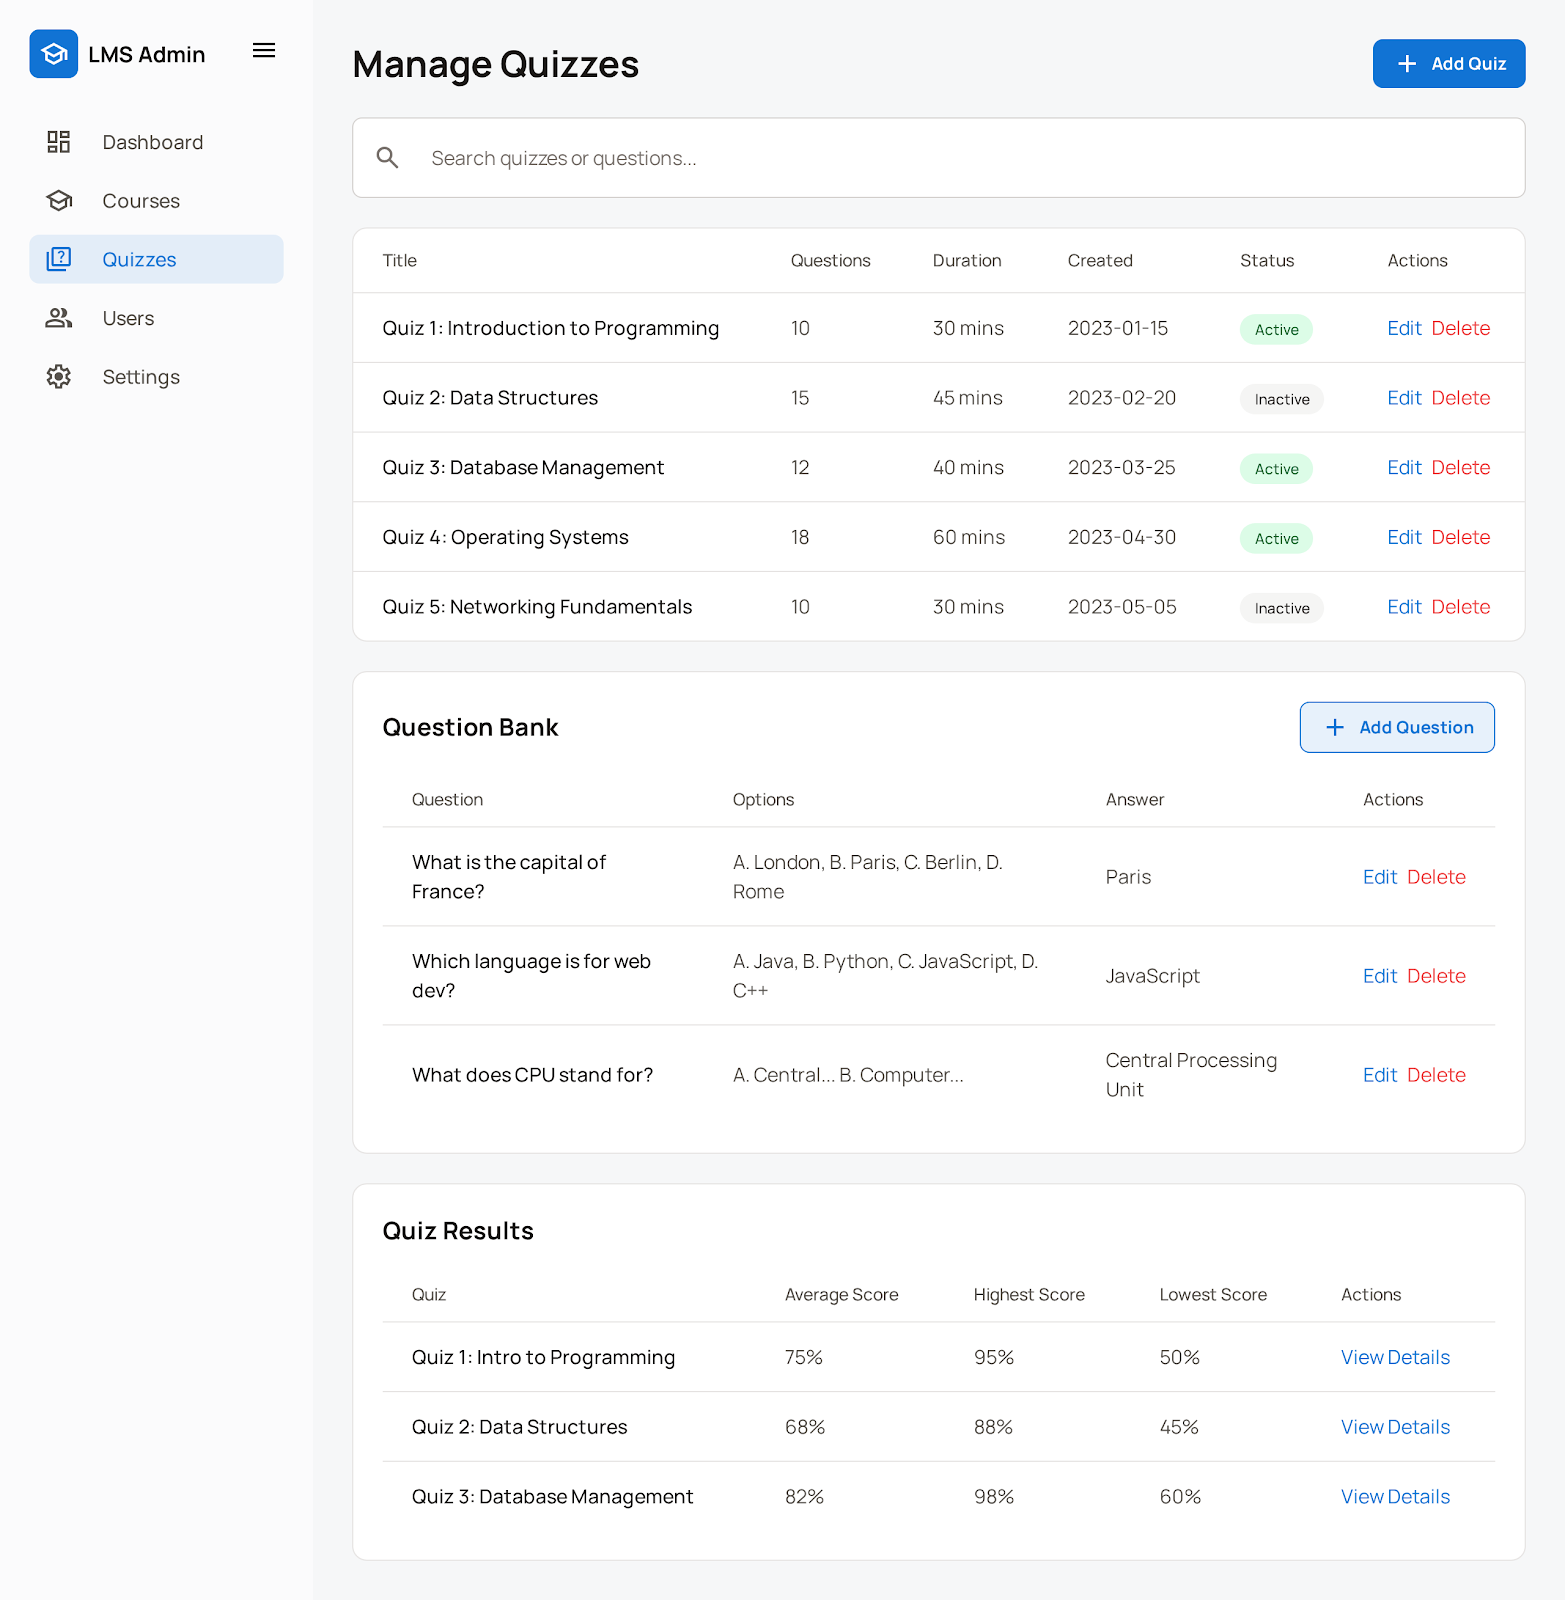 LMS Admin
Dashboard
Courses
Quizzes
Users
Settings
Manage Quizzes
Add Quiz
Search quizzes or questions...
Title Questions Duration Created Status Actions
Quiz 1: Introduction to Programming 10 30 mins 2023-01-15 Active Edit Delete
Quiz 2: Data Structures 15 45 mins 2023-02-20 Inactive Edit Delete
Quiz 3: Database Management 12 40 mins 2023-03-25 Active Edit Delete
Quiz 4: Operating Systems 18 60 mins 2023-04-30 Active Edit Delete
Quiz 5: Networking Fundamentals 10 30 mins 2023-05-05 Inactive Edit Delete
Question Bank
Add Question
Question Options Answer Actions
What is the capital of
France?
A. London, B. Paris, C. Berlin, D.
Rome
Paris
Edit Delete
Which language is for web
dev?
A. Java, B. Python, C. JavaScript, D.
C++
JavaScript
Edit Delete
What does CPU stand for?
A. Central... B. Computer...
Central Processing
Unit
Edit Delete
Quiz Results
Quiz Average Score Highest Score Lowest Score Actions
Quiz 1: Intro to Programming 75% 95% 50% View Details
Quiz 2: Data Structures 68% 88% 45% View Details
Quiz 3: Database Management 82% 98% 60% View Details